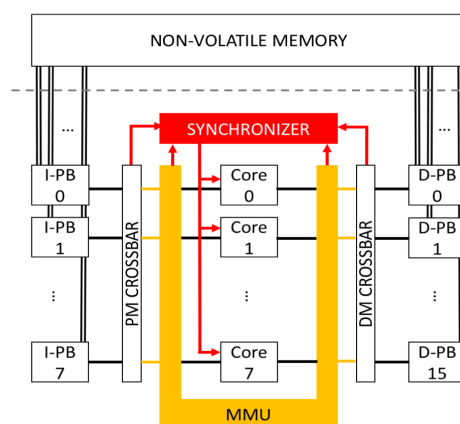 NON-VOLATILE MEMORY
...
...
SYNCHRONIZER
I-PB
0
Core
0
D-PB
0
I-PB
1
Core
1
D-PB
1
PM CROSSBAR
DM CROSSBAR
...
...
...
I-PB
7
Core
7
D-PB
15
MMU